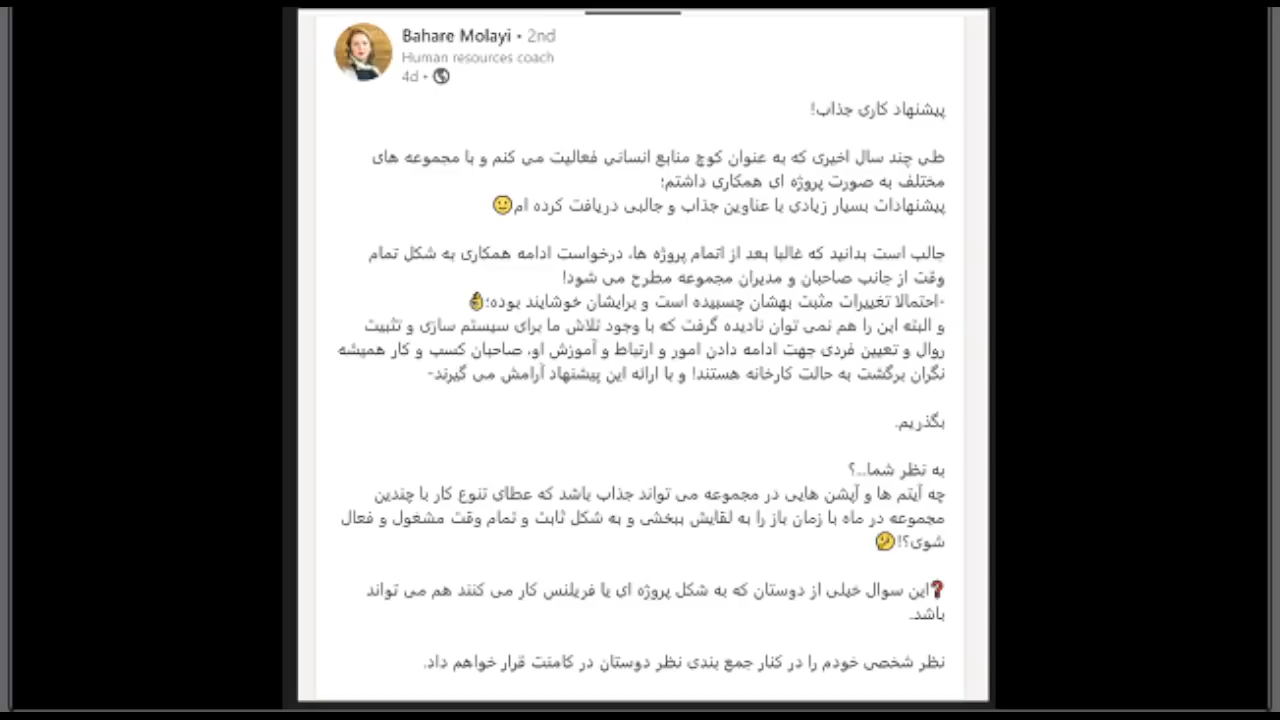 Bahare Molayi • 2nd
Human resources coach
4d •
پیشنهاد کاری جذاب!
طی چند سال اخیری که به عنوان کوچ منابع انسانی فعالیت می کنم و با مجموعه های
مختلف به صورت پروژه ای همکاری داشتم؛
پیشنهادات بسیار زیادی با عناوین جذاب و جالبی دریافت کرده ام🙂
جالب است بدانید که غالبا بعد از اتمام پروژه ها، درخواست ادامه همکاری به شکل تمام
وقت از جانب صاحبان و مدیران مجموعه مطرح می شود!
-احتمالا تغییرات مثبت بهشان چسبیده است و برایشان خوشایند بوده؛👌
و البته این را هم نمی توان نادیده گرفت که با وجود تلاش ما برای سیستم سازی و تثبیت
روال و تعیین فردی جهت ادامه دادن امور و ارتباط و آموزش او، صاحبان کسب و کار همیشه
نگران برگشت به حالت کارخانه هستند! و با ارائه این پیشنهاد آرامش می گیرند-
بگذریم.
به نظر شما..؟
چه آیتم ها و آپشن هایی در مجموعه می تواند جذاب باشد که عطای تنوع کار با چندین
مجموعه در ماه با زمان باز را به لقایش ببخشی و به شکل ثابت و تمام وقت مشغول و فعال
شوی؟!🤔
❓این سوال خیلی از دوستان که به شکل پروژه ای یا فریلنس کار می کنند هم می تواند
باشد.
نظر شخصی خودم را در کنار جمع بندی نظر دوستان در کامنت قرار خواهم داد.